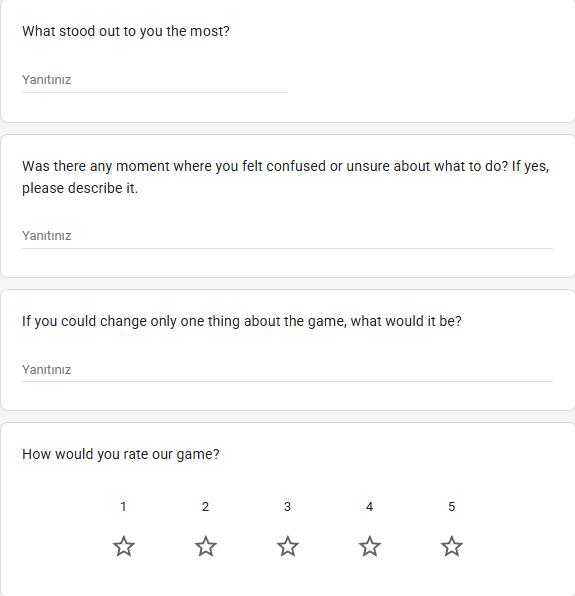 What stood out to you the most?
Yanıtınız
Was there any moment where you felt confused or unsure about what to do? If yes,
please describe it.
Yanıtınız
If you could change only one thing about the game, what would it be?
Yanıtınız
How would you rate our game?
1 2 3 4 5